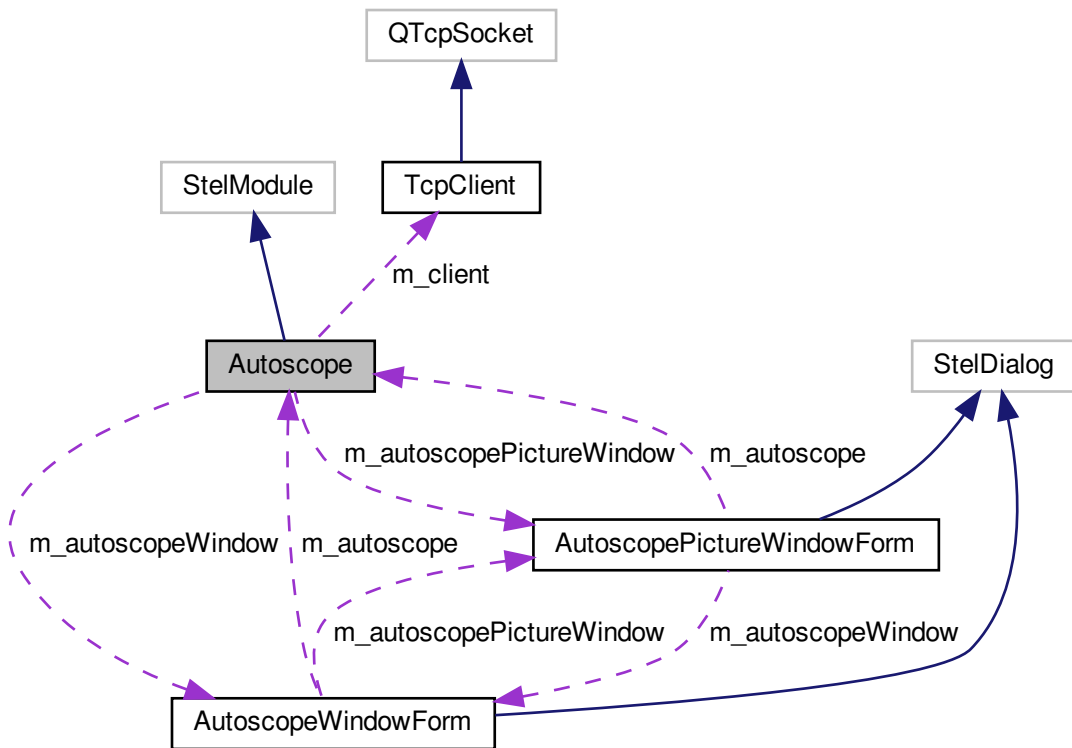 QTcpSocket
StelModule
TcpClient
m_client
Autoscope
StelDialog
m_autoscopePictureWindow
m_autoscope
m_autoscopeWindow
m_autoscope
AutoscopePictureWindowForm
m_autoscopePictureWindow
m_autoscopeWindow
AutoscopeWindowForm